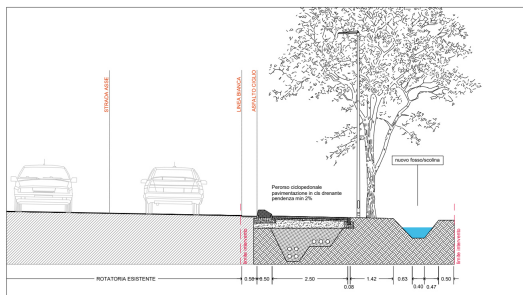 STRADA ASSE
LINEA BIANCA
ASFALTO CIGLIO
nuovo fosso/scolina
Percorso ciclopedonale
pavimentazione in cls drenante
pendenza min 2%
limite intervento
limite intervento
ROTATORIA ESISTENTE
0.50
0.50
2.50
0.08
1.42
0.63
0.40
0.47
0.50